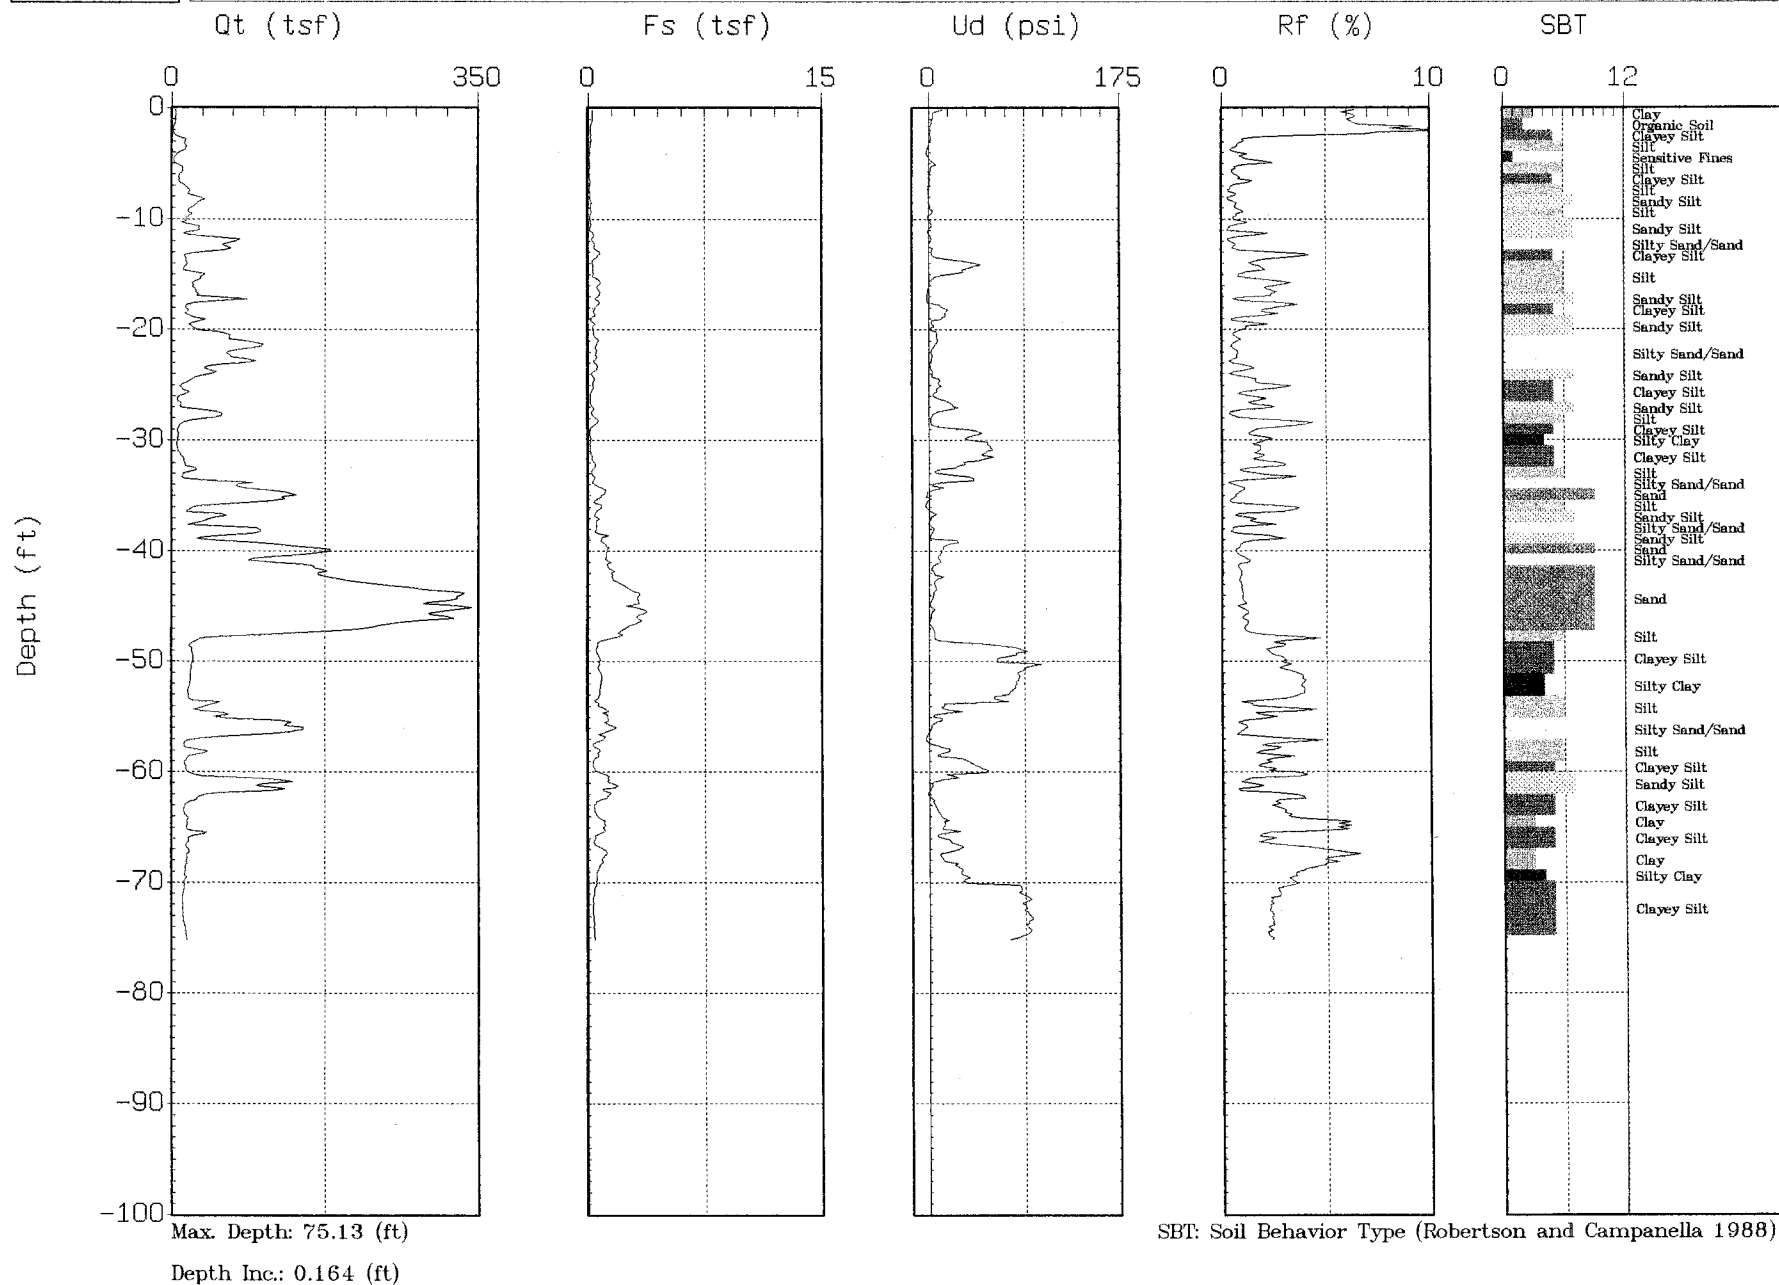 Qt (tsf) Fs (tsf) Ud (psi) Rf (%) SBT
0 350 0 15 0 175 0 10 0 12
Depth (ft)
0
-10
-20
-30
-40
-50
-60
-70
-80
-90
-100
Clay
Organic Soil
Clayey Silt
Silt
Sensitive Fines
Silt
Clayey Silt
Silt
Sandy Silt
Silt
Sandy Silt
Silty Sand/Sand
Clayey Silt
Silt
Sandy Silt
Clayey Silt
Sandy Silt
Silty Sand/Sand
Sandy Silt
Clayey Silt
Sandy Silt
Silt
Clayey Silt
Silty Clay
Clayey Silt
Silt
Silty Sand/Sand
Sand
Silt
Sandy Silt
Silty Sand/Sand
Sandy Silt
Sand
Silty Sand/Sand
Sand
Silt
Clayey Silt
Silty Clay
Silt
Silty Sand/Sand
Silt
Clayey Silt
Sandy Silt
Clayey Silt
Clay
Clayey Silt
Clay
Silty Clay
Clayey Silt
Max. Depth: 75.13 (ft)
SBT: Soil Behavior Type (Robertson and Campanella 1988)
Depth Inc.: 0.164 (ft)